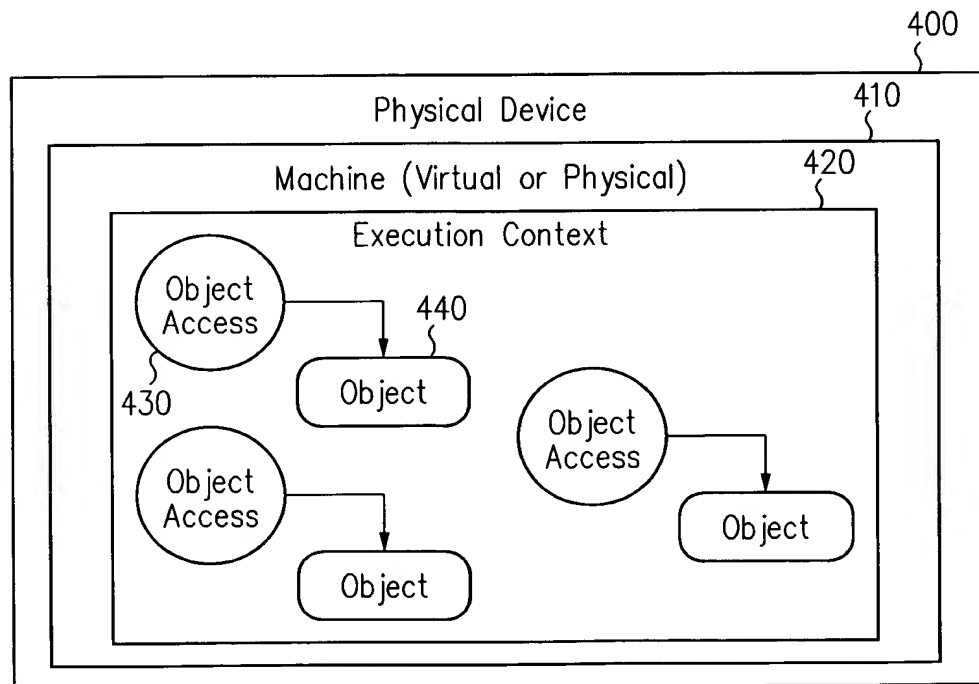 400
Physical Device
410
Machine (Virtual or Physical)
420
Execution Context
Object
Access
430
440
Object
Object
Access
Object
Object
Access
Object